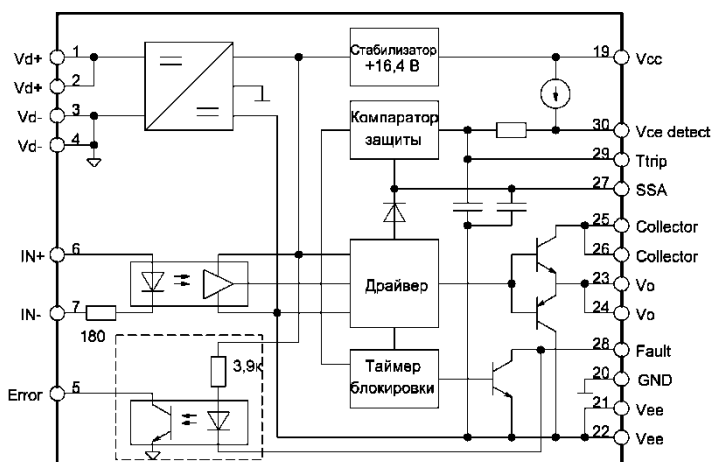 Vd+ 1
Vd+ 2
Vd- 3
Vd- 4
IN+ 6
IN- 7
180
Error 5
3,9к
Стабилизатор
+16,4 В
Компаратор
защиты
Драйвер
Таймер
блокировки
19 Vcc
30 Vce detect
29 Ttrip
27 SSA
25 Collector
26 Collector
23 Vo
24 Vo
28 Fault
20 GND
21 Vee
22 Vee